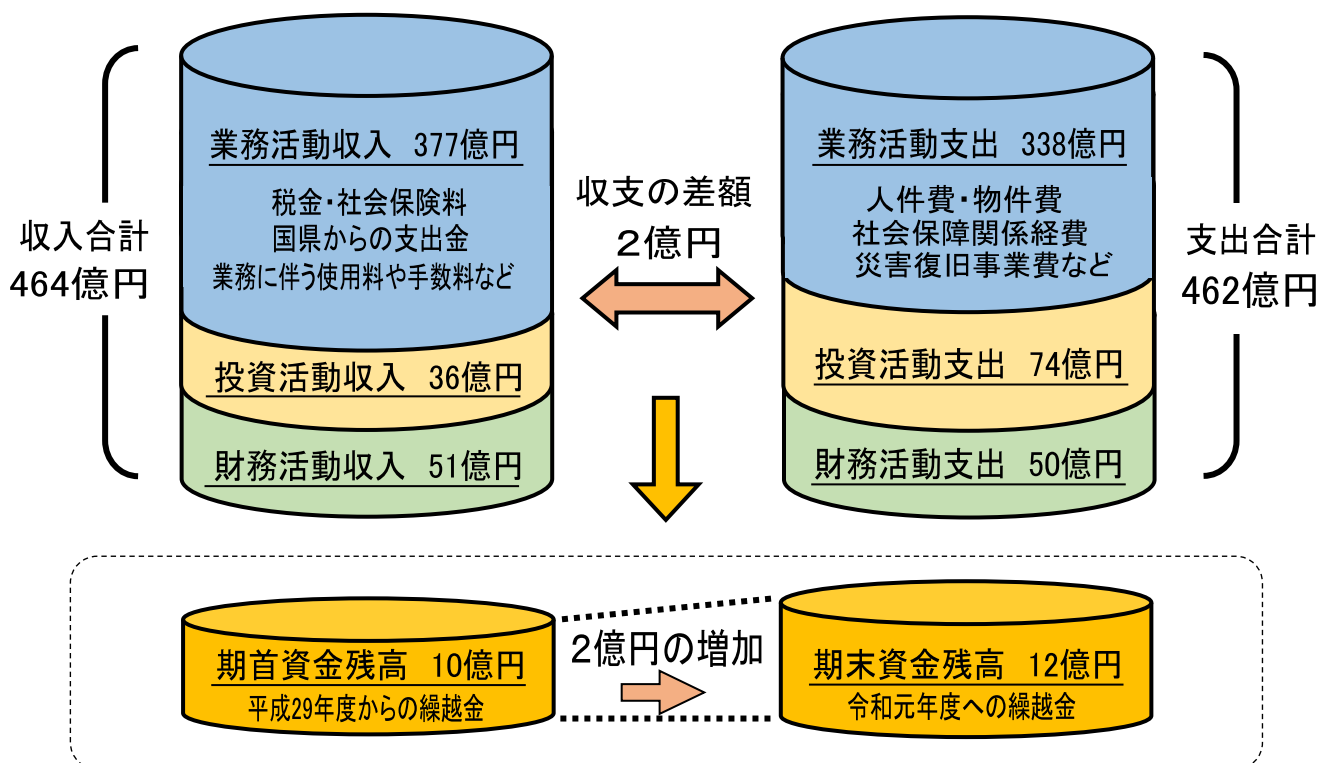 収入合計
464億円
業務活動収入 377億円
税金・社会保険料
国県からの支出金
業務に伴う使用料や手数料など
投資活動収入 36億円
財務活動収入 51億円
収支の差額
2億円
業務活動支出 338億円
人件費・物件費
社会保障関係経費
災害復旧事業費など
投資活動支出 74億円
財務活動支出 50億円
支出合計
462億円
期首資金残高 10億円
平成29年度からの繰越金
2億円の増加
期末資金残高 12億円
令和元年度への繰越金